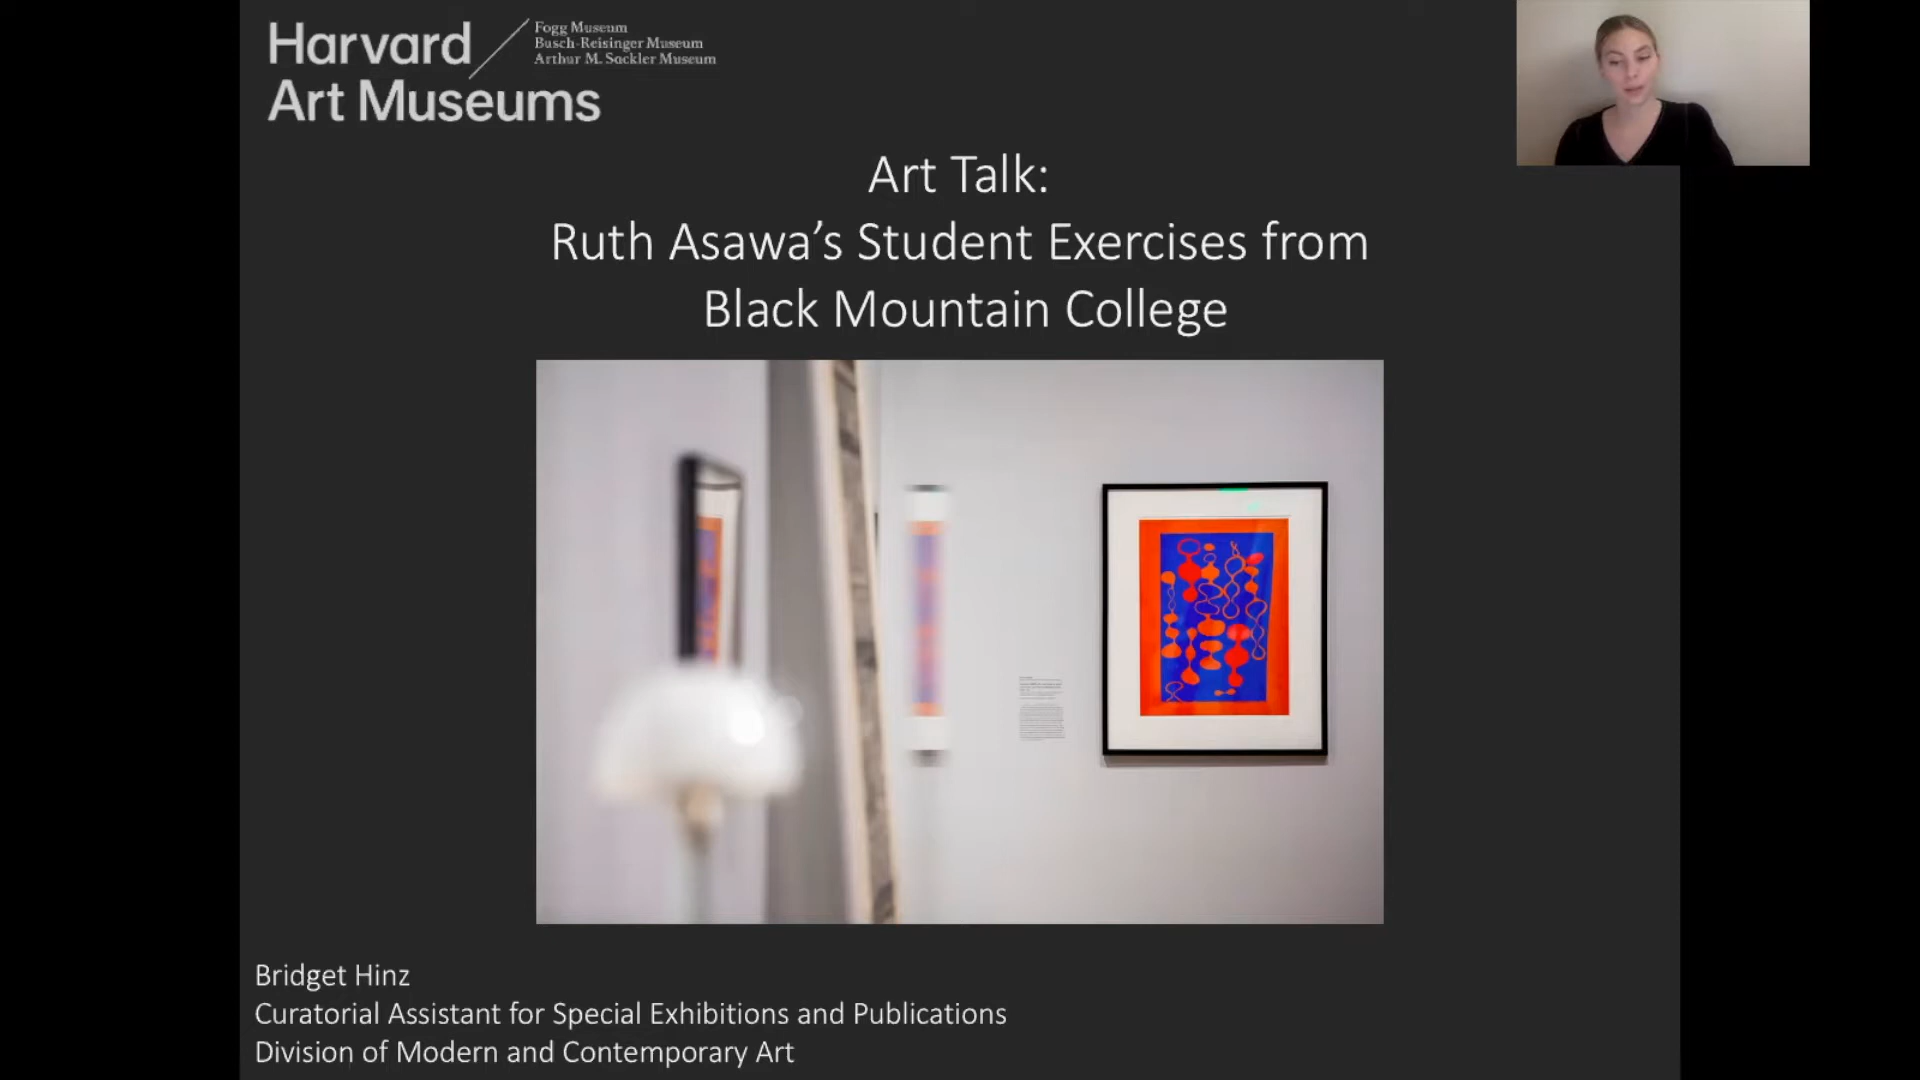 Harvard
Art Museums
Fogg Museum
Busch-Reisinger Museum
Arthur M. Sackler Museum
Art Talk:
Ruth Asawa’s Student Exercises from
Black Mountain College
Bridget Hinz
Curatorial Assistant for Special Exhibitions and Publications
Division of Modern and Contemporary Art